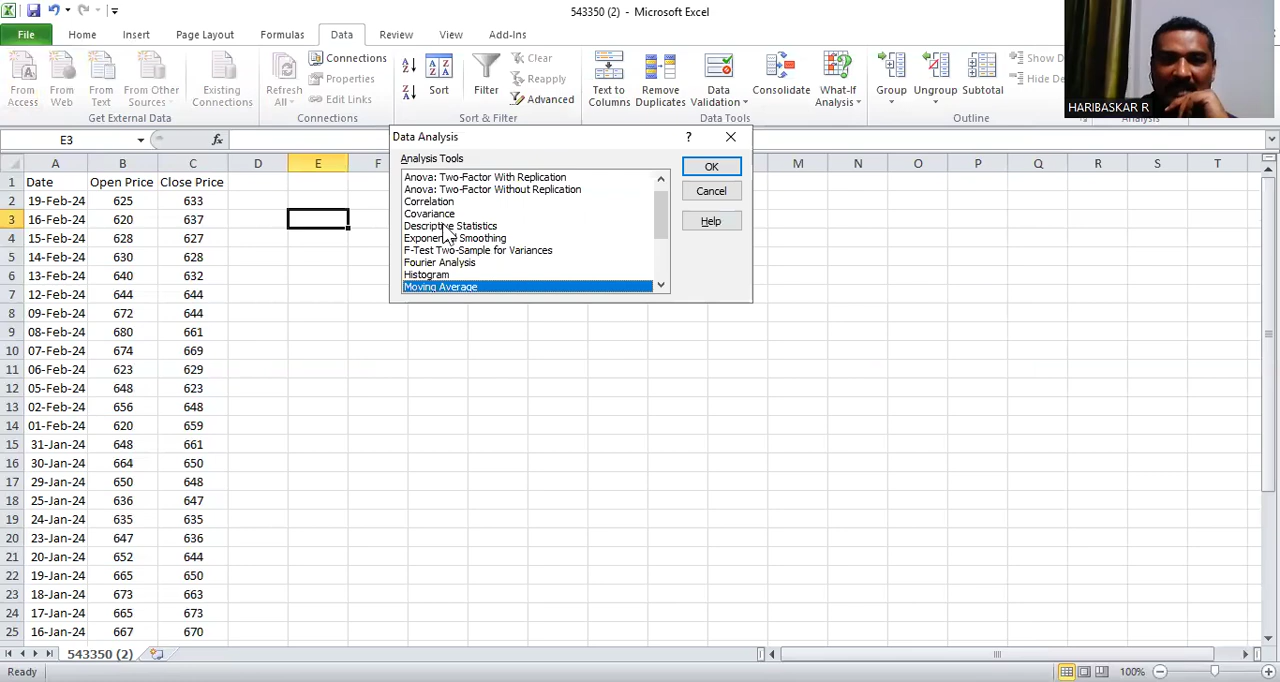 543350 (2) - Microsoft Excel
File Home Insert Page Layout Formulas Data Review View Add-Ins
From Access
From Web
From Text
From Other Sources
Existing Connections
Get External Data
Refresh All
Connections
Properties
Edit Links
Connections
Sort
Filter
Clear
Reapply
Advanced
Sort & Filter
Text to Columns
Remove Duplicates
Data Validation
Consolidate
What-If Analysis
Data Tools
Group
Ungroup
Subtotal
Show D
Hide De
Outline
Analysis
HARIBASKAR R
E3
fx
Data Analysis
?
Analysis Tools
Anova: Two-Factor With Replication
Anova: Two-Factor Without Replication
Correlation
Covariance
Descriptive Statistics
Exponential Smoothing
F-Test Two-Sample for Variances
Fourier Analysis
Histogram
Moving Average
OK
Cancel
Help
A B C D E F M N O P Q R S T
1 Date Open Price Close Price
2 19-Feb-24 625 633
3 16-Feb-24 620 637
4 15-Feb-24 628 627
5 14-Feb-24 630 628
6 13-Feb-24 640 632
7 12-Feb-24 644 644
8 09-Feb-24 672 644
9 08-Feb-24 680 661
10 07-Feb-24 674 669
11 06-Feb-24 623 629
12 05-Feb-24 648 623
13 02-Feb-24 656 648
14 01-Feb-24 620 659
15 31-Jan-24 648 661
16 30-Jan-24 664 650
17 29-Jan-24 650 648
18 25-Jan-24 636 647
19 24-Jan-24 635 635
20 23-Jan-24 647 636
21 20-Jan-24 652 644
22 19-Jan-24 665 650
23 18-Jan-24 673 663
24 17-Jan-24 665 673
25 16-Jan-24 667 670
543350 (2)
Ready
100%